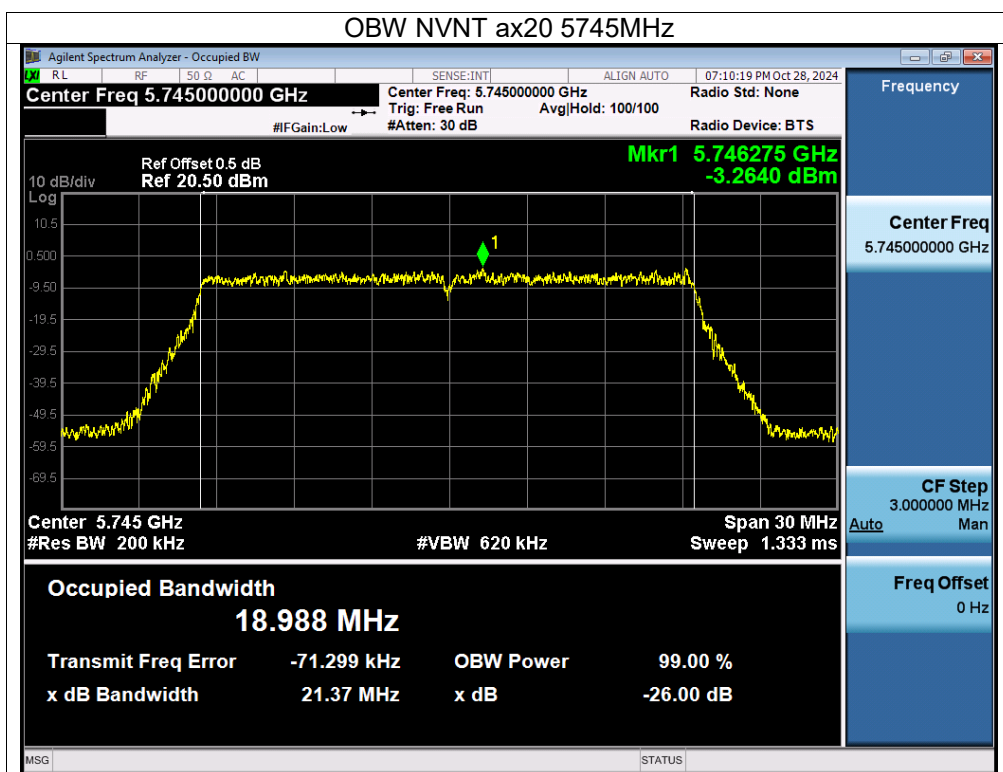 OBW NVNT ax20 5745MHz
Agilent Spectrum Analyzer - Occupied BW
LXI RL RF 50 Ω AC SENSE:INT ALIGN AUTO 07:10:19 PM Oct 28, 2024
Center Freq 5.745000000 GHz
Center Freq: 5.745000000 GHz
Radio Std: None
Trig: Free Run Avg|Hold: 100/100
#IFGain:Low #Atten: 30 dB Radio Device: BTS
Frequency
Mkr1 5.746275 GHz
-3.2640 dBm
Ref Offset 0.5 dB
10 dB/div Ref 20.50 dBm
Log
10.5
0.500
-9.50
-19.5
-29.5
-39.5
-49.5
-59.5
-69.5
1
Center 5.745 GHz Span 30 MHz
#Res BW 200 kHz #VBW 620 kHz Sweep 1.333 ms
Center Freq
5.745000000 GHz
CF Step
3.000000 MHz
Auto Man
Freq Offset
0 Hz
Occupied Bandwidth
18.988 MHz
Transmit Freq Error -71.299 kHz OBW Power 99.00 %
x dB Bandwidth 21.37 MHz x dB -26.00 dB
MSG STATUS